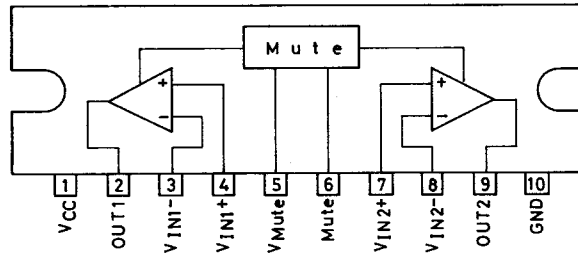 Mute
+
−
+
−
1 2 3 4 5 6 7 8 9 10
VCC
OUT1
VIN1-
VIN1+
VMute
Mute
VIN2+
VIN2-
OUT2
GND